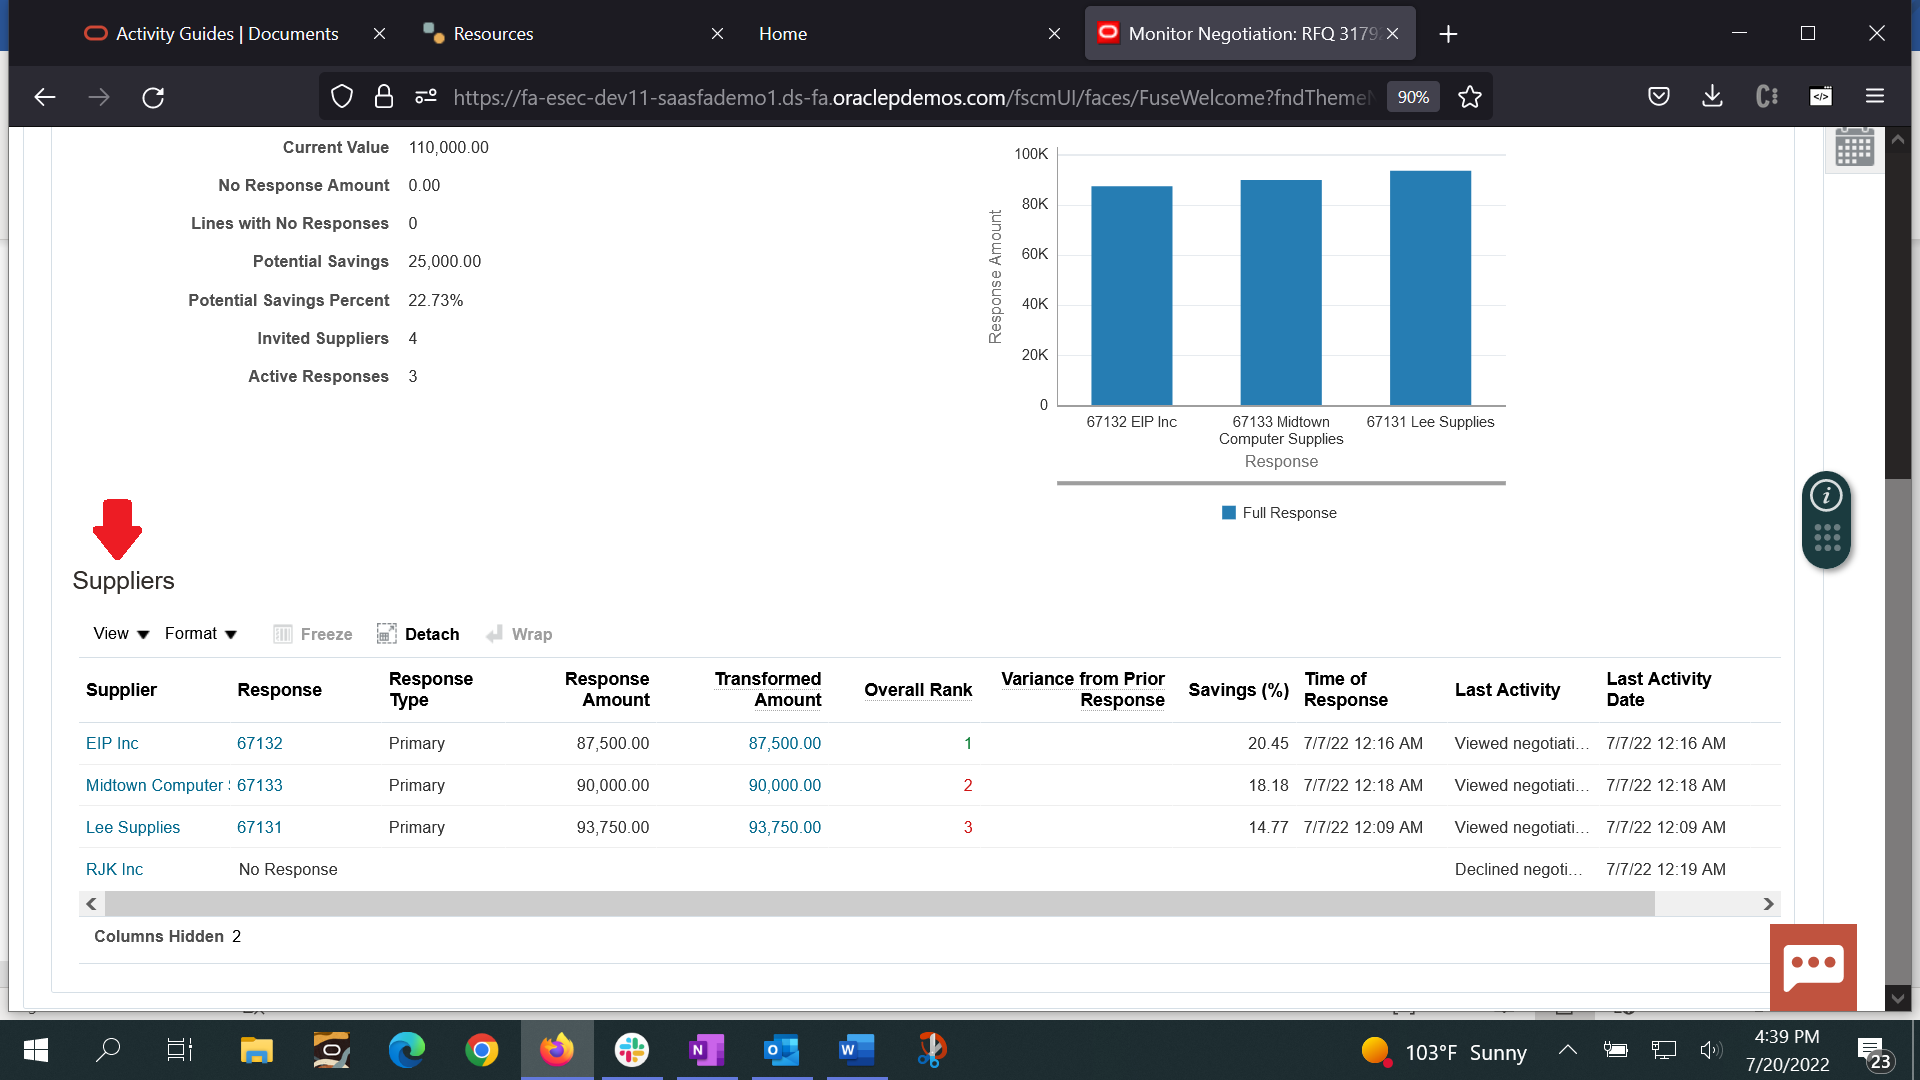 Activity Guides | Documents
Resources
Home
Monitor Negotiation: RFQ 3179
https://fa-esec-dev11-saasfademo1.ds-fa.oraclepdemos.com/fscmUI/faces/FuseWelcome?fndTheme
90%
Current Value 110,000.00
No Response Amount 0.00
Lines with No Responses 0
Potential Savings 25,000.00
Potential Savings Percent 22.73%
Invited Suppliers 4
Active Responses 3
100K
80K
60K
40K
20K
0
Response Amount
67132 EIP Inc
67133 Midtown
Computer Supplies
67131 Lee Supplies
Response
Full Response
Suppliers
View Format Freeze Detach Wrap
Supplier Response Response Type Response Amount Transformed Amount Overall Rank Variance from Prior Response Savings (%) Time of Response Last Activity Last Activity Date
EIP Inc 67132 Primary 87,500.00 87,500.00 1 20.45 7/7/22 12:16 AM Viewed negotiati... 7/7/22 12:16 AM
Midtown Computer 67133 Primary 90,000.00 90,000.00 2 18.18 7/7/22 12:18 AM Viewed negotiati... 7/7/22 12:18 AM
Lee Supplies 67131 Primary 93,750.00 93,750.00 3 14.77 7/7/22 12:09 AM Viewed negotiati... 7/7/22 12:09 AM
RJK Inc No Response Declined negoti... 7/7/22 12:19 AM
Columns Hidden 2
103°F Sunny
4:39 PM
7/20/2022
23